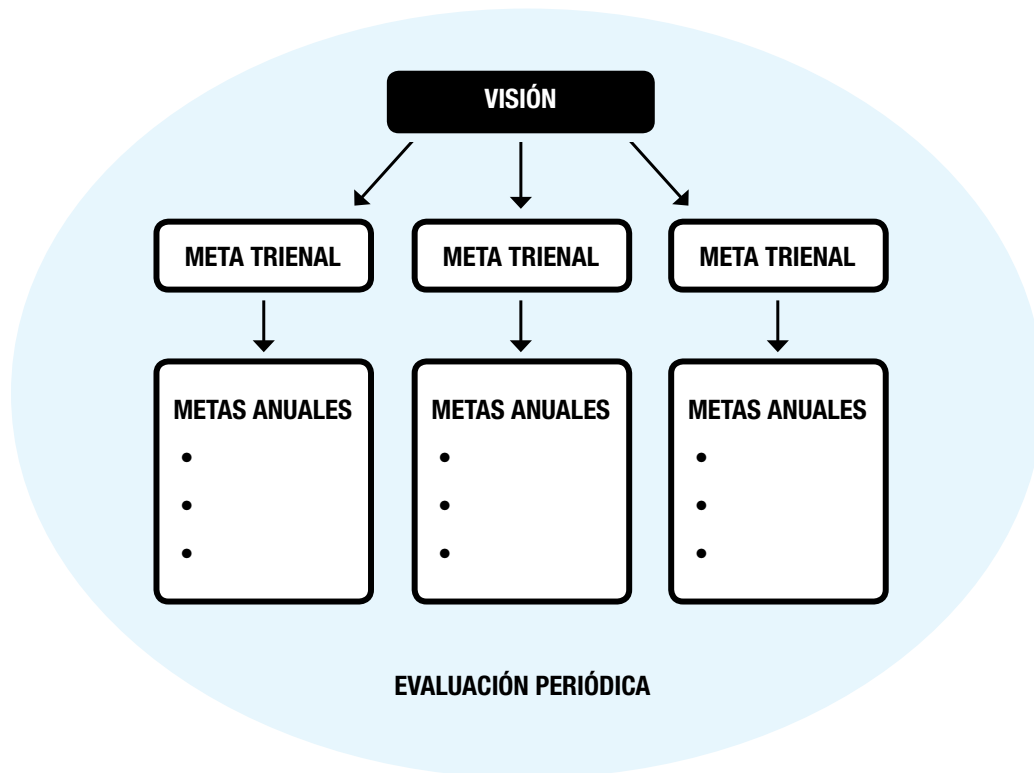 VISIÓN
META TRIENAL
META TRIENAL
META TRIENAL
METAS ANUALES
•
•
•
METAS ANUALES
•
•
•
METAS ANUALES
•
•
•
EVALUACIÓN PERIÓDICA